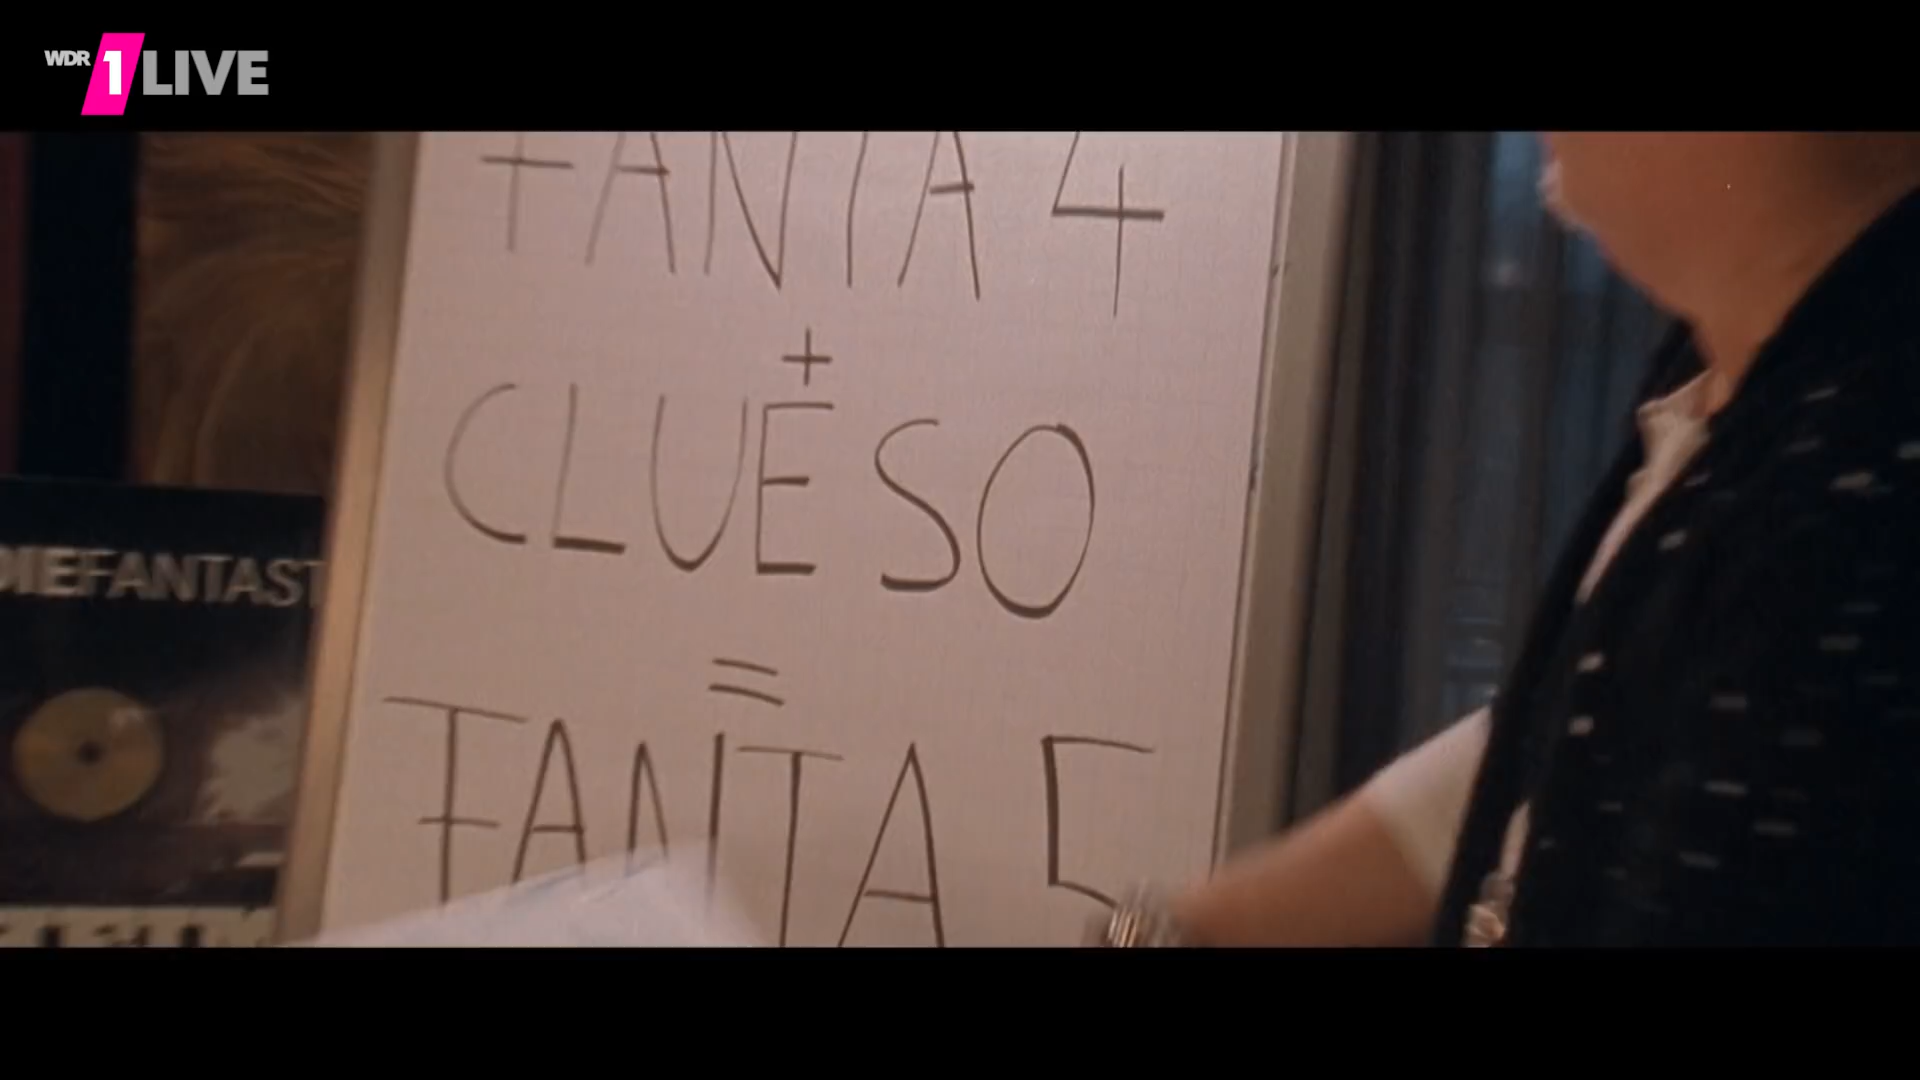 WDR 1LIVE
FANTA 4
+
CLUESO
=
FANTA 5
DIEFANTAST